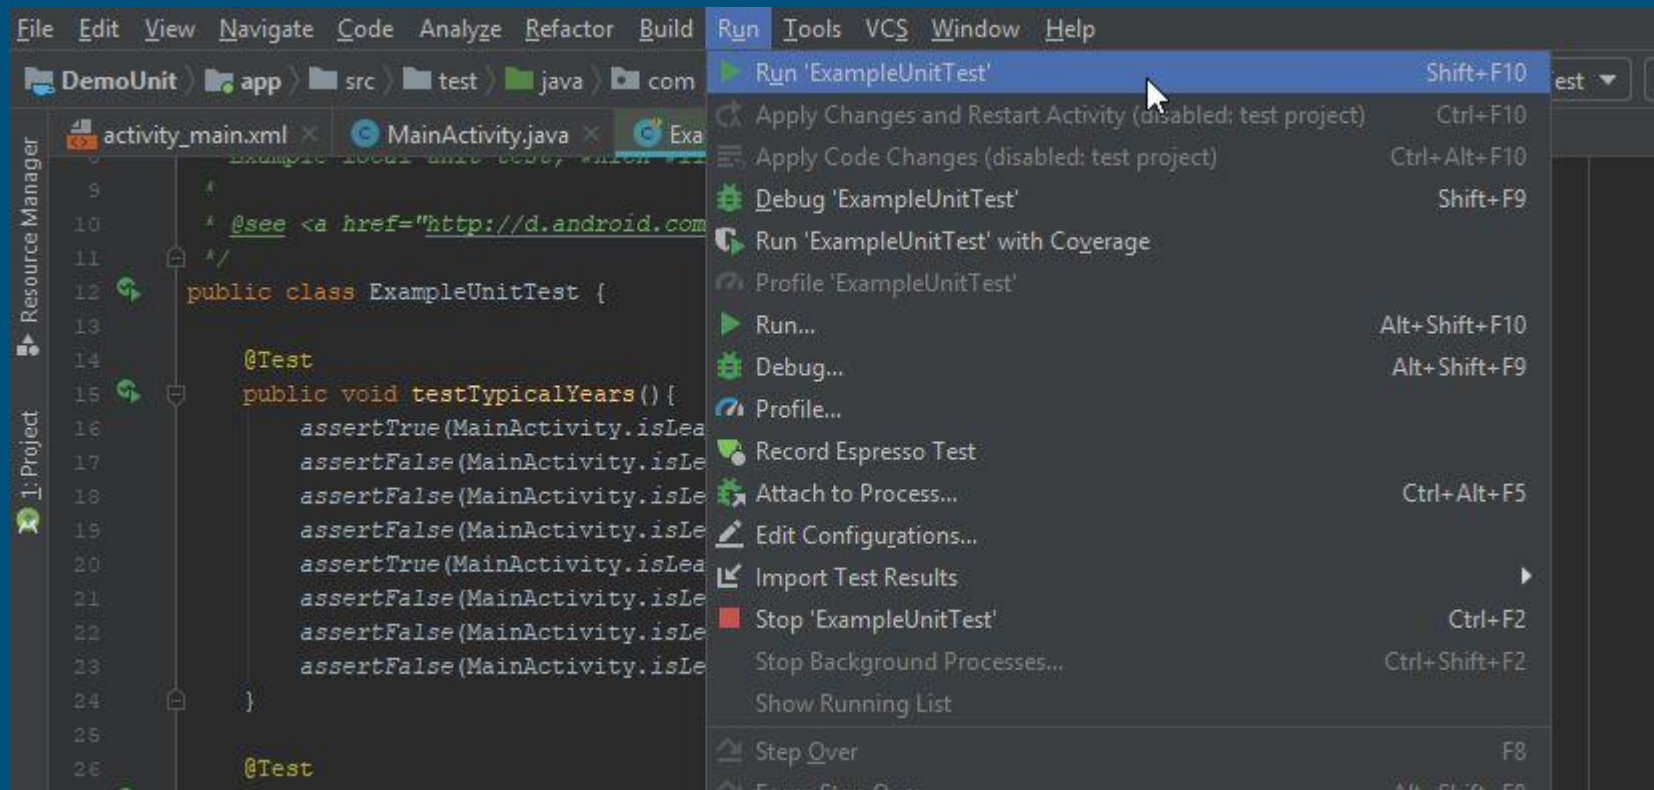 File Edit View Navigate Code Analyze Refactor Build Run Tools VCS Window Help
DemoUnit app src test java com
est
activity_main.xml MainActivity.java Exa
Resource Manager
1: Project
Example local unit test, which
9 *
10 * @see <a href="http://d.android.com
11 */
12 public class ExampleUnitTest {
13
14 @Test
15 public void testTypicalYears(){
16 assertTrue(MainActivity.isLea
17 assertFalse(MainActivity.isLe
18 assertFalse(MainActivity.isLe
19 assertFalse(MainActivity.isLe
20 assertTrue(MainActivity.isLea
21 assertFalse(MainActivity.isLe
22 assertFalse(MainActivity.isLe
23 assertFalse(MainActivity.isLe
24 }
25
26 @Test
Run 'ExampleUnitTest' Shift+F10
Apply Changes and Restart Activity (disabled: test project) Ctrl+F10
Apply Code Changes (disabled: test project) Ctrl+Alt+F10
Debug 'ExampleUnitTest' Shift+F9
Run 'ExampleUnitTest' with Coverage
Profile 'ExampleUnitTest'
Run... Alt+Shift+F10
Debug... Alt+Shift+F9
Profile...
Record Espresso Test
Attach to Process... Ctrl+Alt+F5
Edit Configurations...
Import Test Results
Stop 'ExampleUnitTest' Ctrl+F2
Stop Background Processes... Ctrl+Shift+F2
Show Running List
Step Over F8